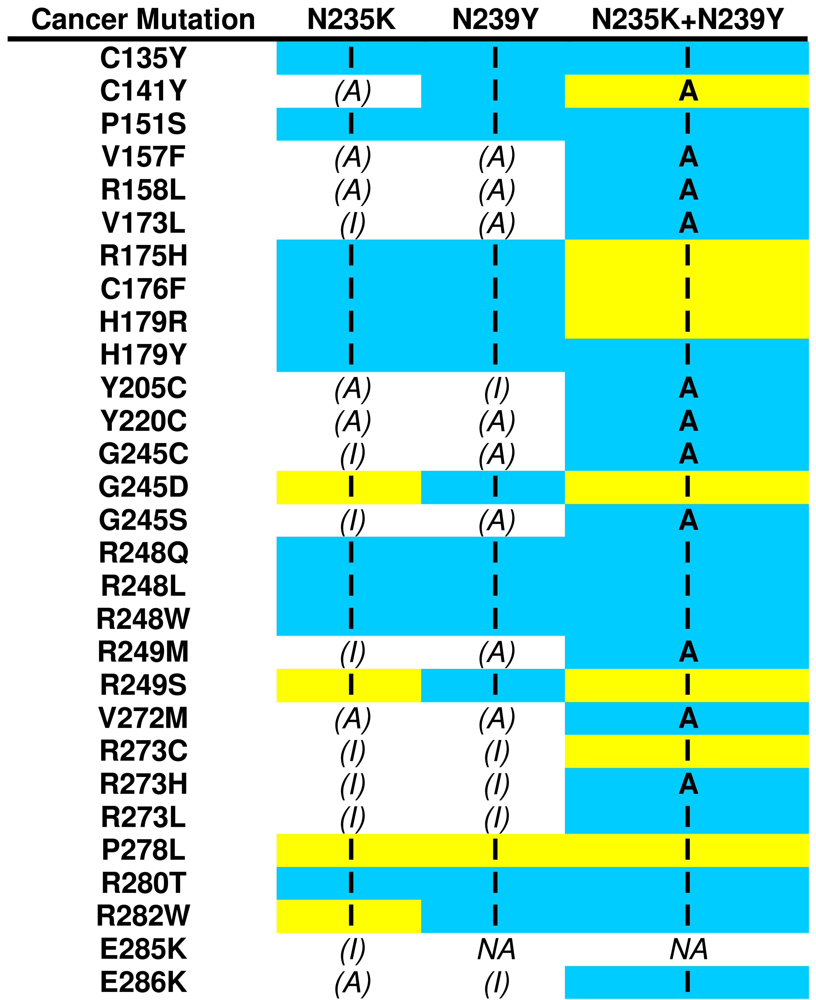 Cancer Mutation N235K N239Y N235K+N239Y
C135Y I I I
C141Y (A) I A
P151S I I I
V157F (A) (A) A
R158L (A) (A) A
V173L (I) (A) A
R175H I I I
C176F I I I
H179R I I I
H179Y I I I
Y205C (A) (I) A
Y220C (A) (A) A
G245C (I) (A) A
G245D I I I
G245S (I) (A) A
R248Q I I I
R248L I I I
R248W I I I
R249M (I) (A) A
R249S I I I
V272M (A) (A) A
R273C (I) (I) I
R273H (I) (I) A
R273L (I) (I) I
P278L I I I
R280T I I I
R282W I I I
E285K (I) NA NA
E286K (A) (I) I